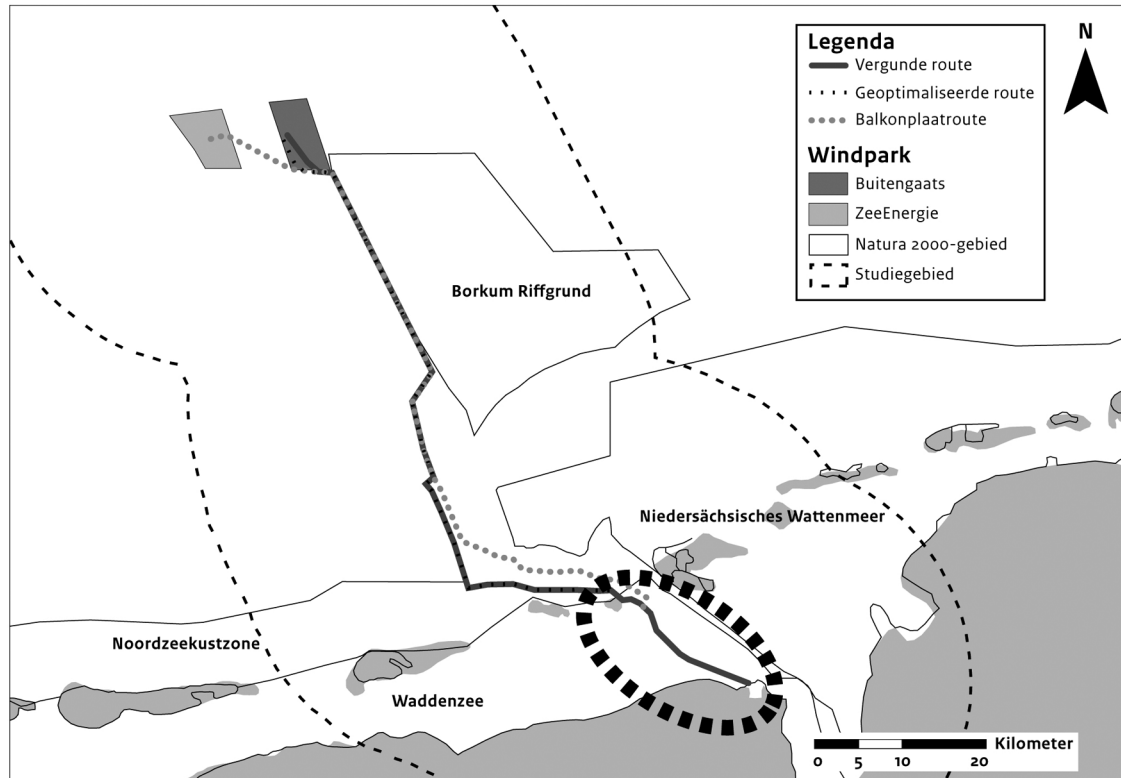 Legenda
Vergunde route
Geoptimaliseerde route
Balkonplaatroute
Windpark
Buitengaats
ZeeEnergie
Natura 2000-gebied
Studiegebied
N
Borkum Riffgrund
Niedersächsisches Wattenmeer
Noordzeekustzone
Waddenzee
Kilometer
0 5 10 20